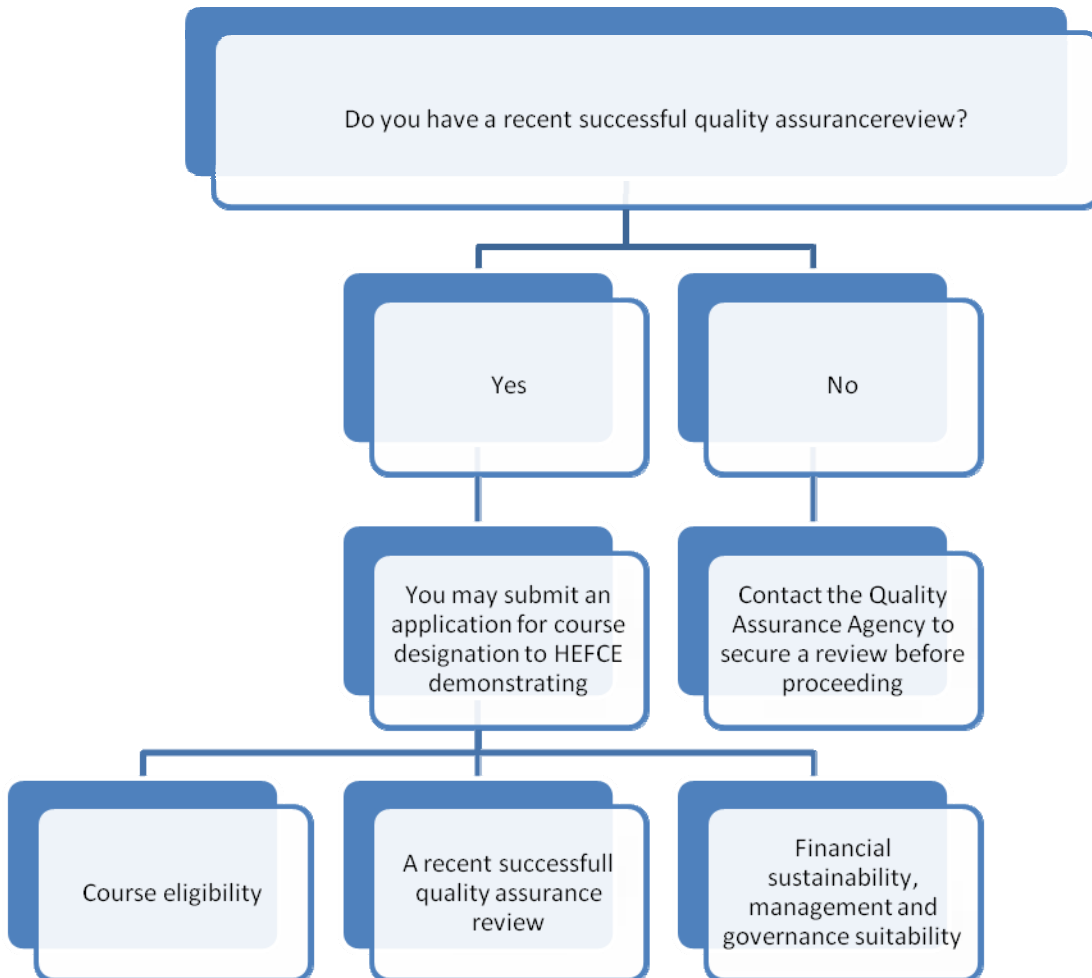 Do you have a recent successful quality assurancereview?
Yes
No
You may submit an
application for course
designation to HEFCE
demonstrating
Contact the Quality
Assurance Agency to
secure a review before
proceeding
Course eligibility
A recent successfull
quality assurance
review
Financial
sustainability,
management and
governance suitability